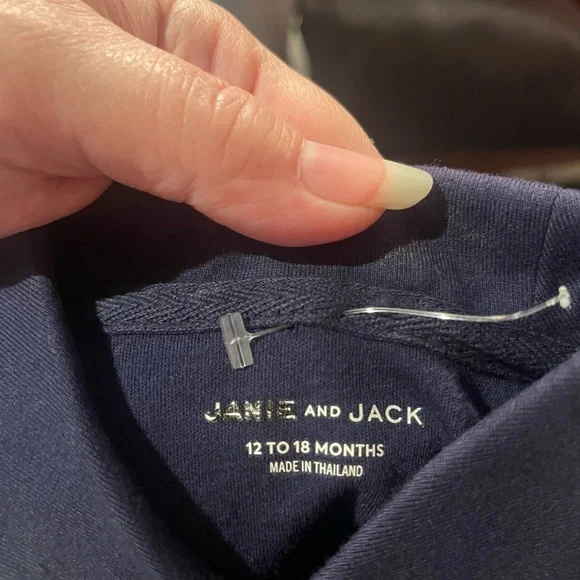 JANIE AND JACK
12 TO 18 MONTHS
MADE IN THAILAND